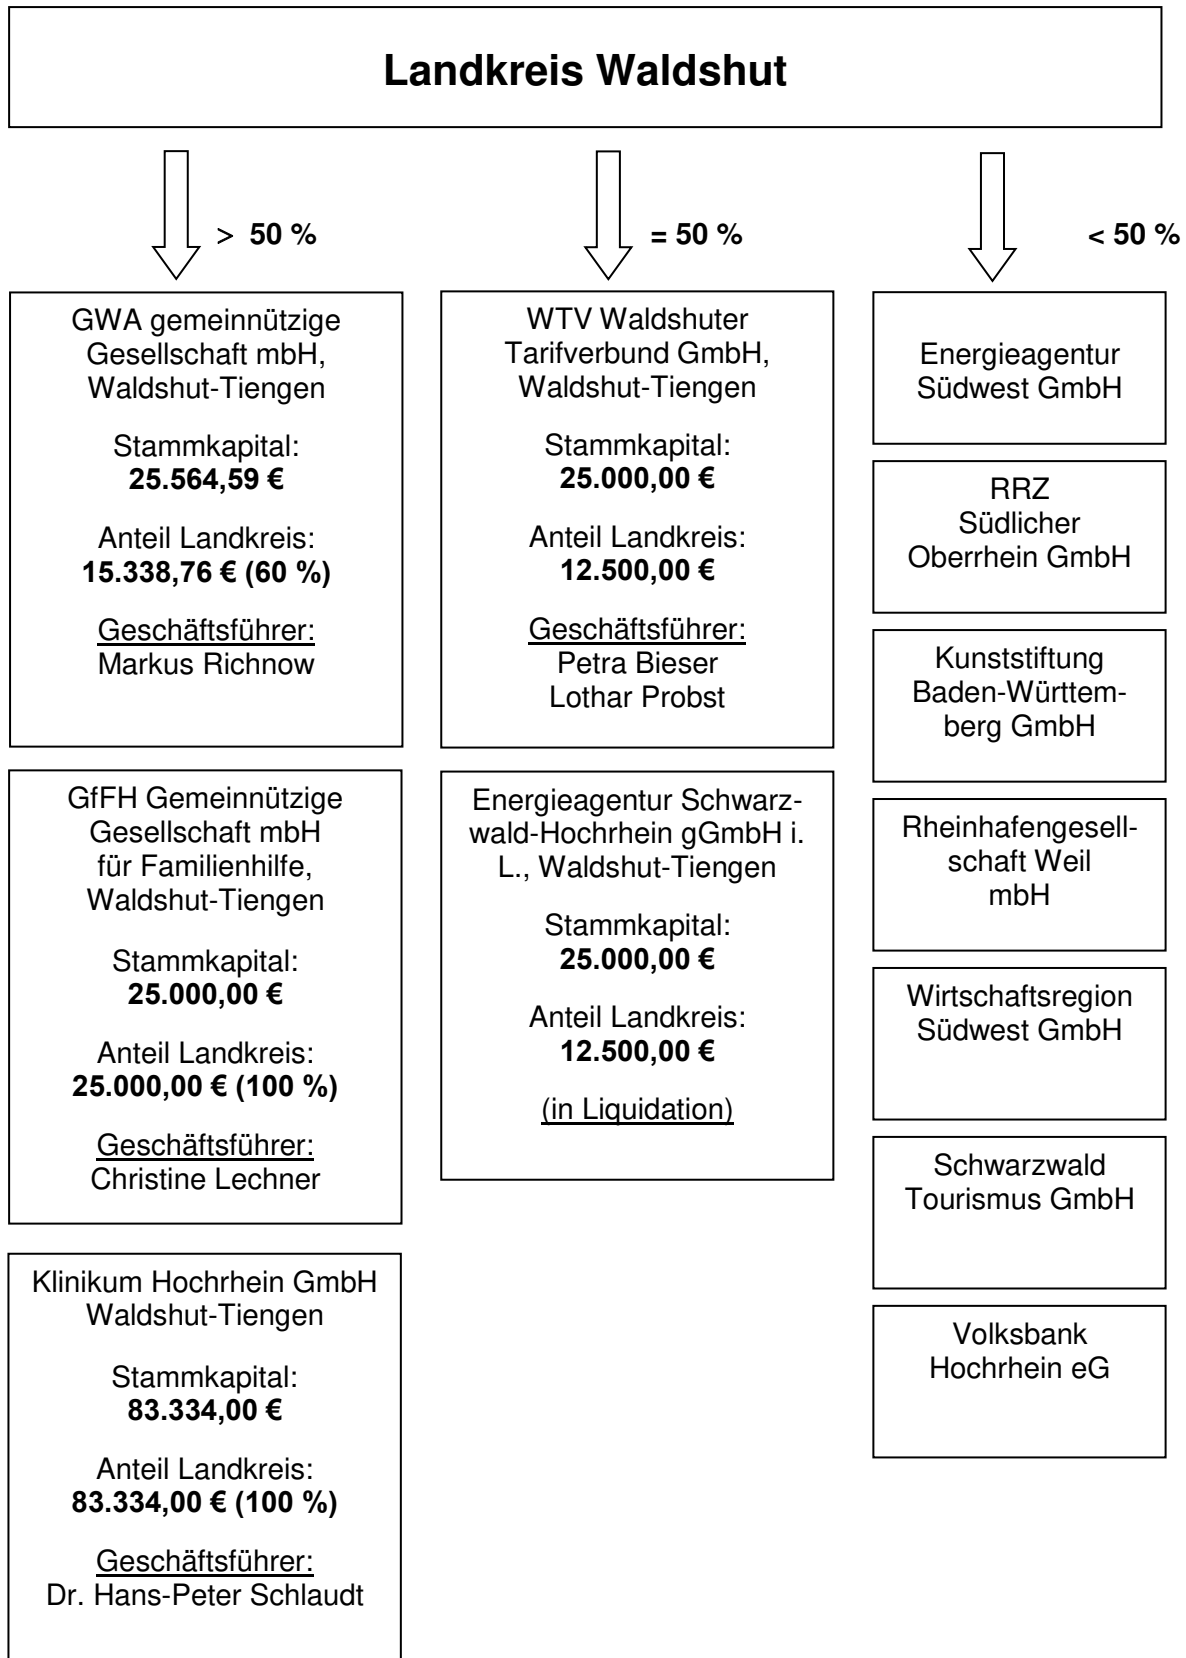 Landkreis Waldshut
> 50 %
= 50 %
< 50 %
GWA gemeinnützige
Gesellschaft mbH,
Waldshut-Tiengen
Stammkapital:
25.564,59 €
Anteil Landkreis:
15.338,76 € (60 %)
Geschäftsführer:
Markus Richnow
GfFH Gemeinnützige
Gesellschaft mbH
für Familienhilfe,
Waldshut-Tiengen
Stammkapital:
25.000,00 €
Anteil Landkreis:
25.000,00 € (100 %)
Geschäftsführer:
Christine Lechner
Klinikum Hochrhein GmbH
Waldshut-Tiengen
Stammkapital:
83.334,00 €
Anteil Landkreis:
83.334,00 € (100 %)
Geschäftsführer:
Dr. Hans-Peter Schlaudt
WTV Waldshuter
Tarifverbund GmbH,
Waldshut-Tiengen
Stammkapital:
25.000,00 €
Anteil Landkreis:
12.500,00 €
Geschäftsführer:
Petra Bieser
Lothar Probst
Energieagentur Schwarz-
wald-Hochrhein gGmbH i.
L., Waldshut-Tiengen
Stammkapital:
25.000,00 €
Anteil Landkreis:
12.500,00 €
(in Liquidation)
Energieagentur
Südwest GmbH
RRZ
Südlicher
Oberrhein GmbH
Kunststiftung
Baden-Württem-
berg GmbH
Rheinhafengesell-
schaft Weil
mbH
Wirtschaftsregion
Südwest GmbH
Schwarzwald
Tourismus GmbH
Volksbank
Hochrhein eG